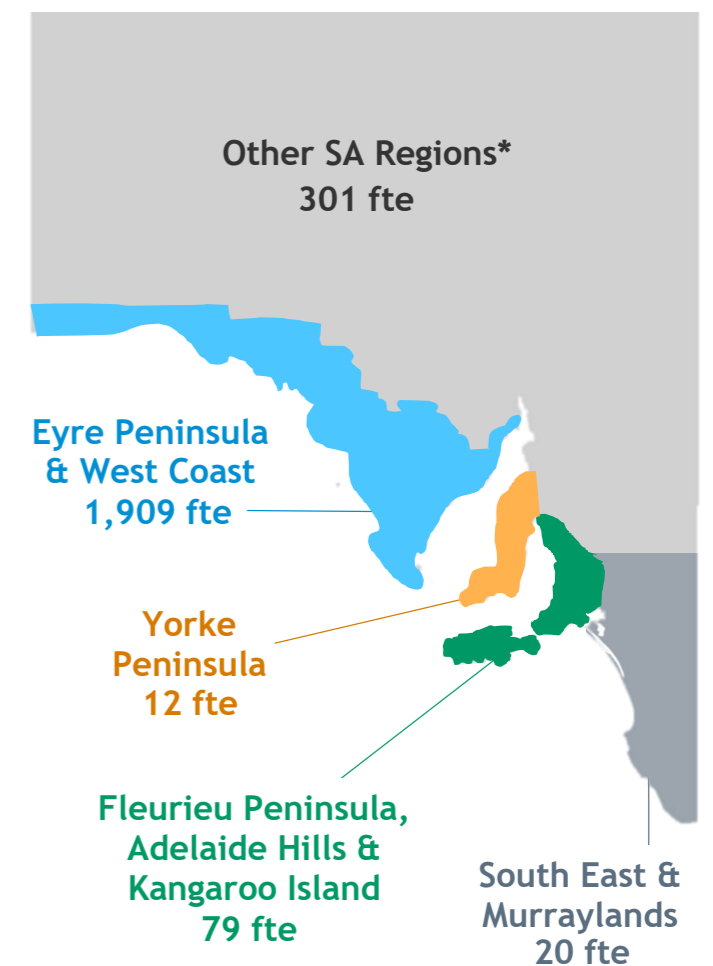 Other SA Regions*
301 fte
Eyre Peninsula
& West Coast
1,909 fte
Yorke
Peninsula
12 fte
Fleurieu Peninsula,
Adelaide Hills &
Kangaroo Island
79 fte
South East &
Murraylands
20 fte